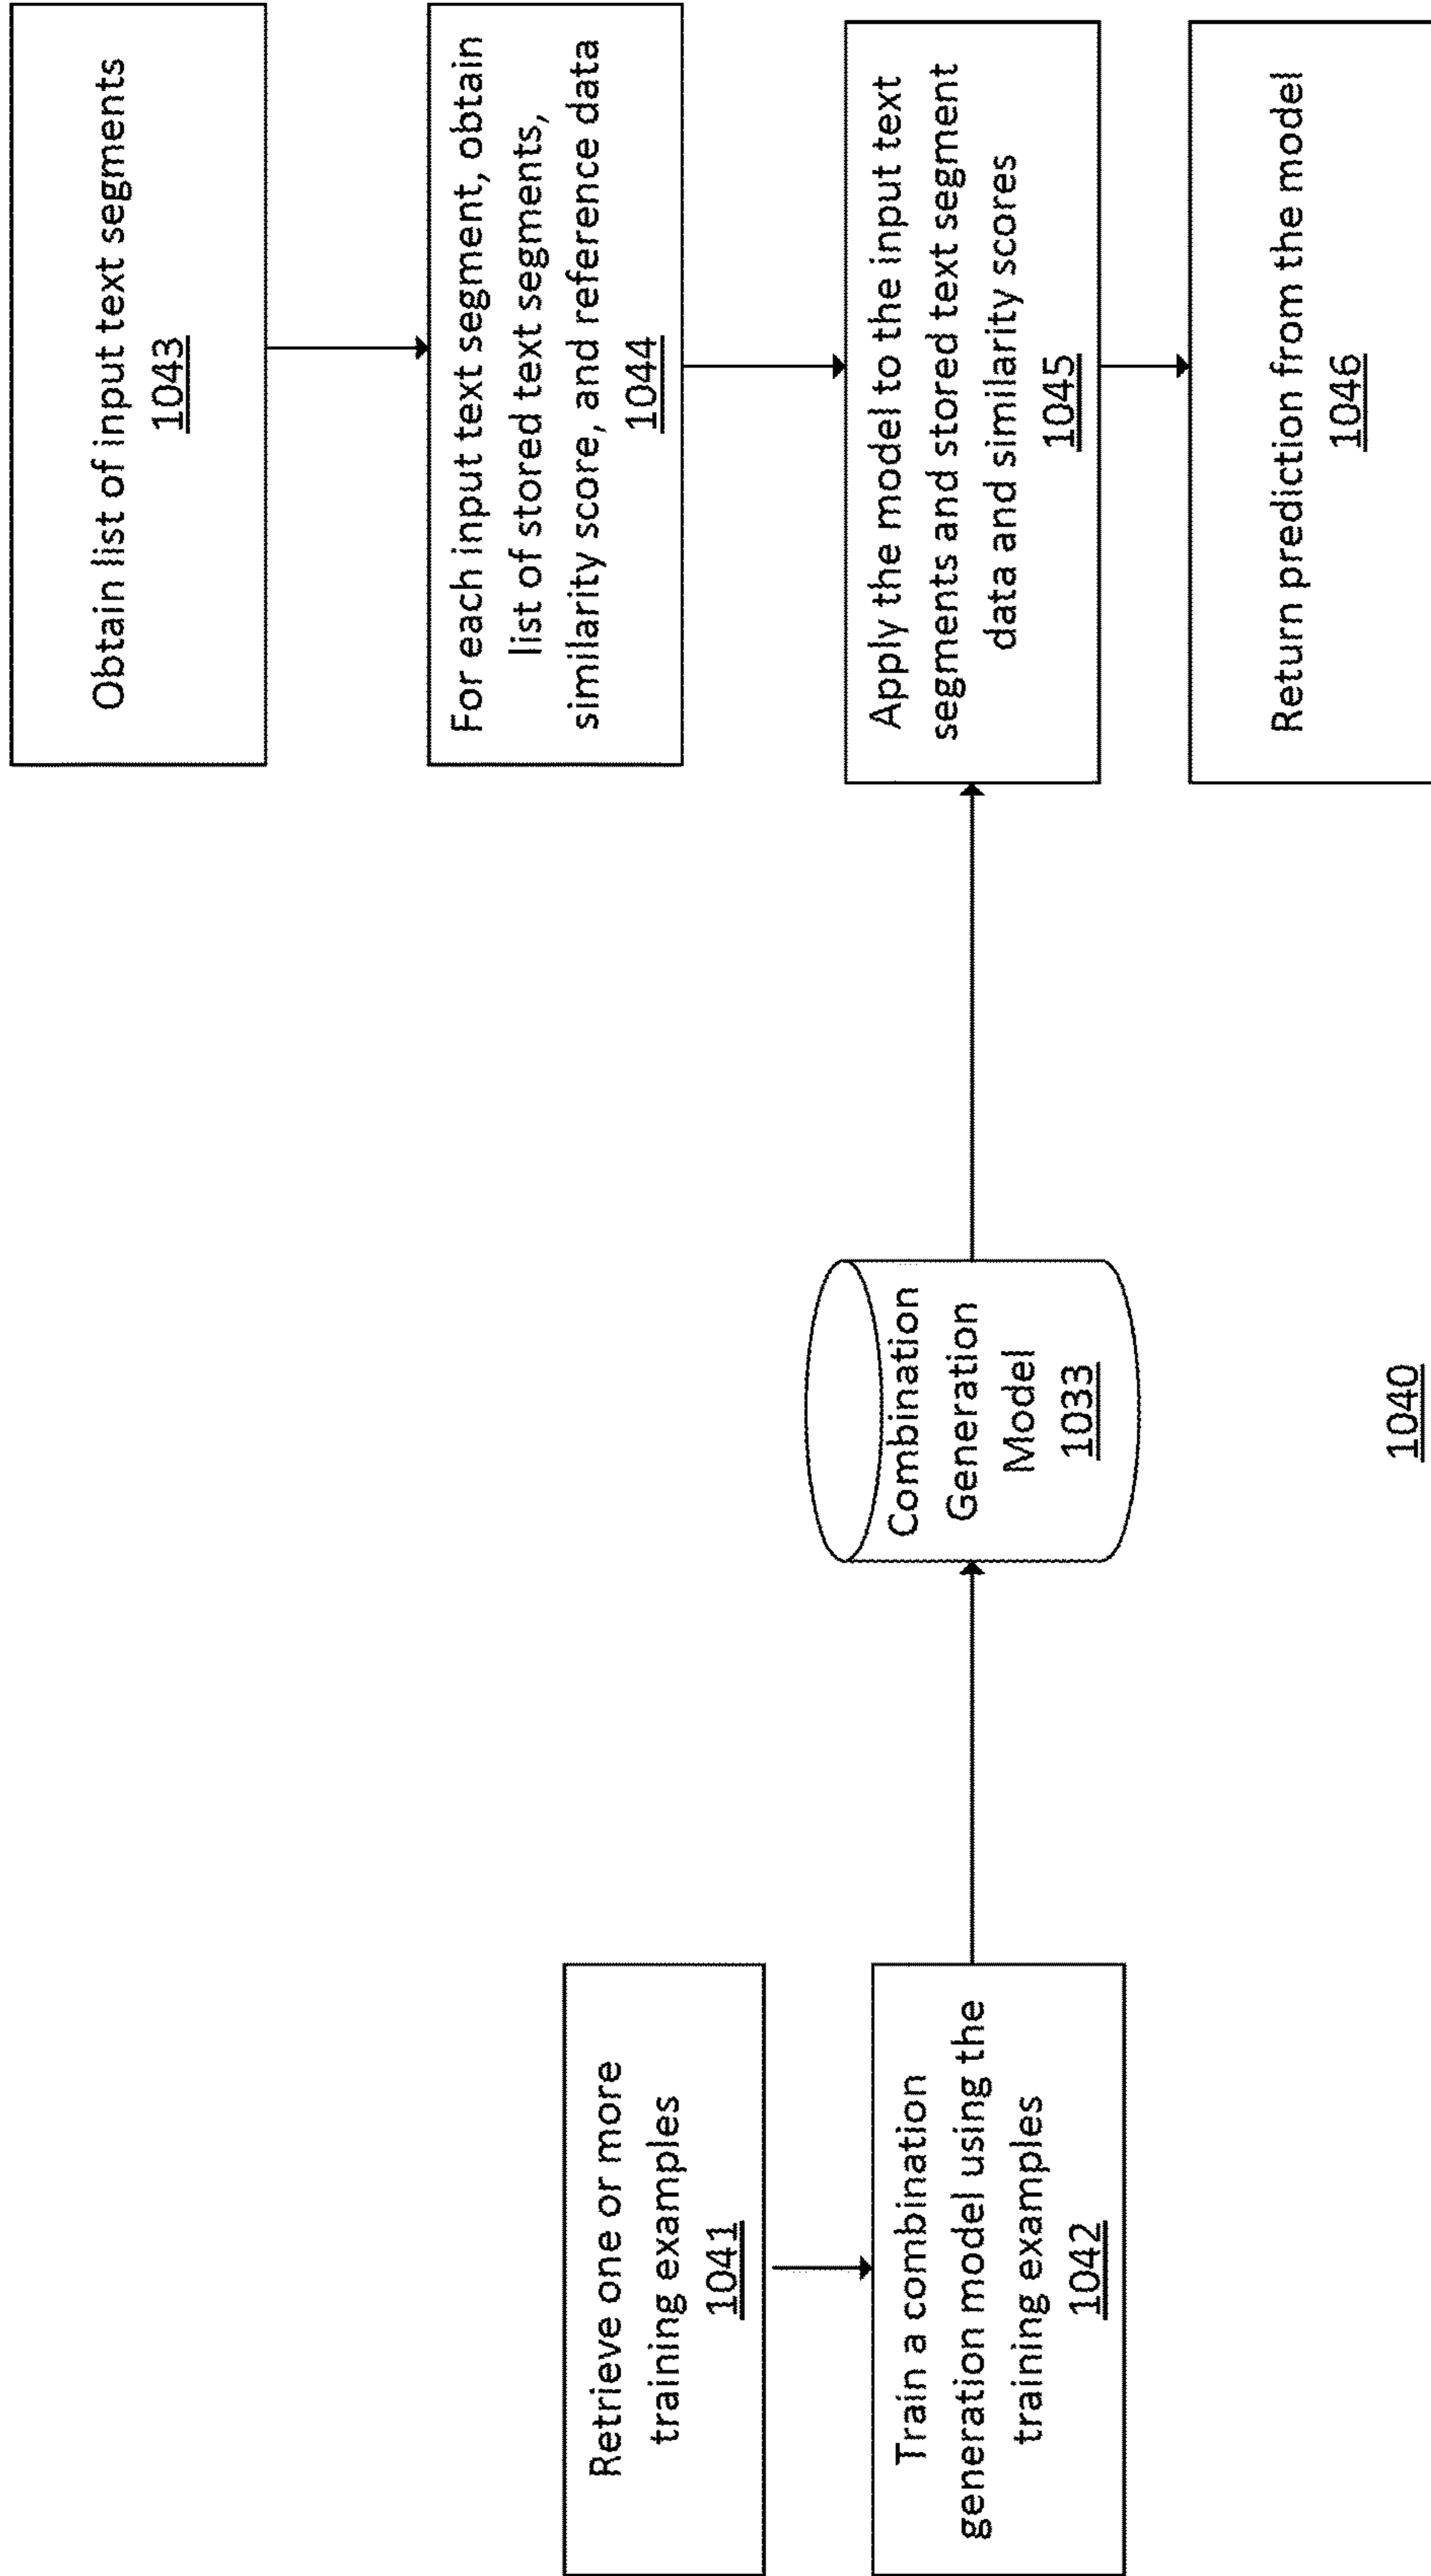 Retrieve one or more
training examples
1041
Train a combination
generation model using the
training examples
1042
Combination
Generation
Model
1033
Obtain list of input text segments
1043
For each input text segment, obtain
list of stored text segments,
similarity score, and reference data
1044
Apply the model to the input text
segments and stored text segment
data and similarity scores
1045
Return prediction from the model
1046
1040